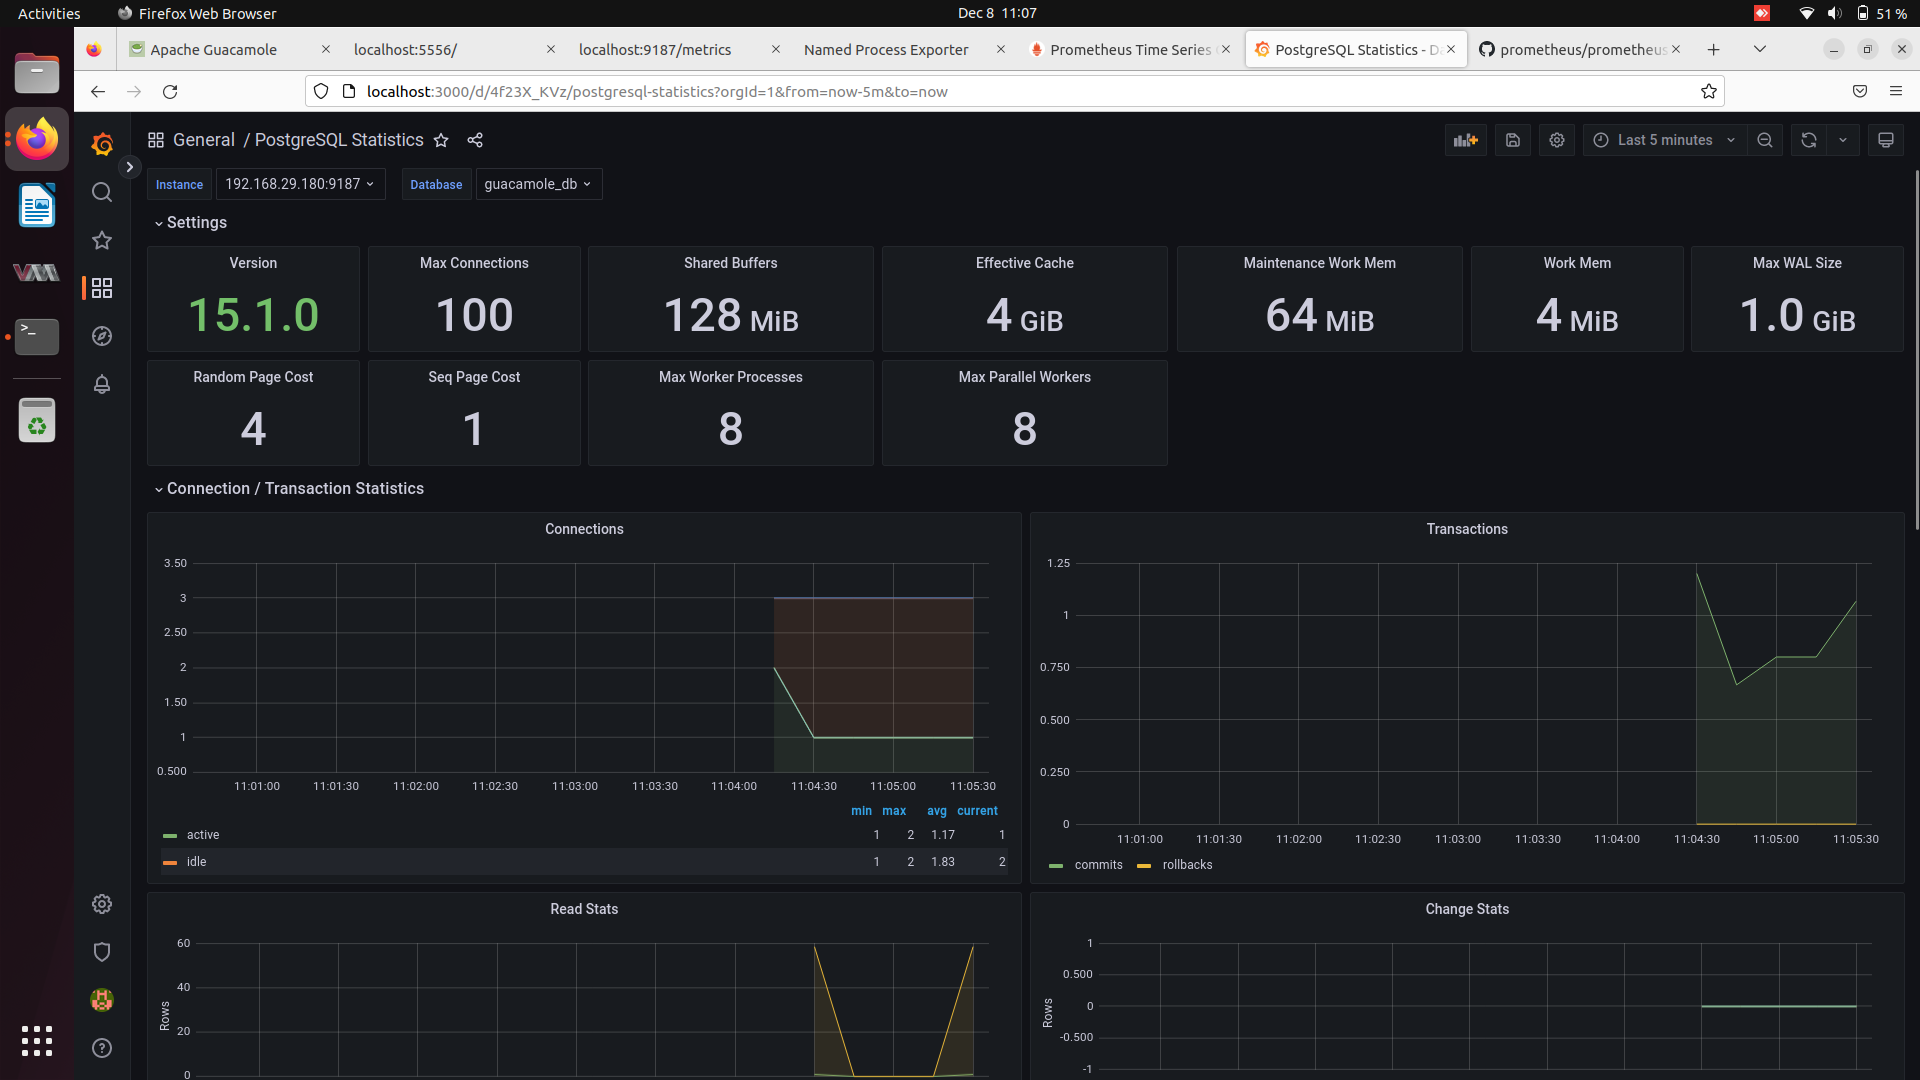 Activities
Firefox Web Browser
Dec 8 11:07
51 %
Apache Guacamole
localhost:5556/
localhost:9187/metrics
Named Process Exporter
Prometheus Time Series
PostgreSQL Statistics - Da
prometheus/prometheus
localhost:3000/d/4f23X_KVz/postgresql-statistics?orgId=1&from=now-5m&to=now
General / PostgreSQL Statistics
Last 5 minutes
Instance
192.168.29.180:9187
Database
guacamole_db
Settings
Version
Max Connections
Shared Buffers
Effective Cache
Maintenance Work Mem
Work Mem
Max WAL Size
15.1.0
100
128 MiB
4 GiB
64 MiB
4 MiB
1.0 GiB
Random Page Cost
Seq Page Cost
Max Worker Processes
Max Parallel Workers
4
1
8
8
Connection / Transaction Statistics
Connections
3.50
3
2.50
2
1.50
1
0.500
11:01:00 11:01:30 11:02:00 11:02:30 11:03:00 11:03:30 11:04:00 11:04:30 11:05:00 11:05:30
min max avg current
active 1 2 1.17 1
idle 1 2 1.83 2
Transactions
1.25
1
0.750
0.500
0.250
0
11:01:00 11:01:30 11:02:00 11:02:30 11:03:00 11:03:30 11:04:00 11:04:30 11:05:00 11:05:30
commits rollbacks
Read Stats
Rows
60
40
20
0
Change Stats
Rows
1
0.500
0
-0.500
-1